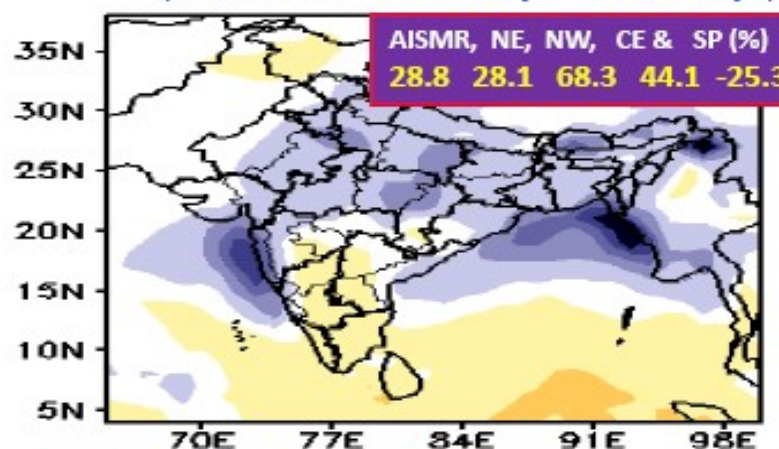 AISMR, NE, NW, CE & SP (%)
28.8 28.1 68.3 44.1 -25.3
35N
30N
25N
20N
15N
10N
5N
70E 77E 84E 91E 98E